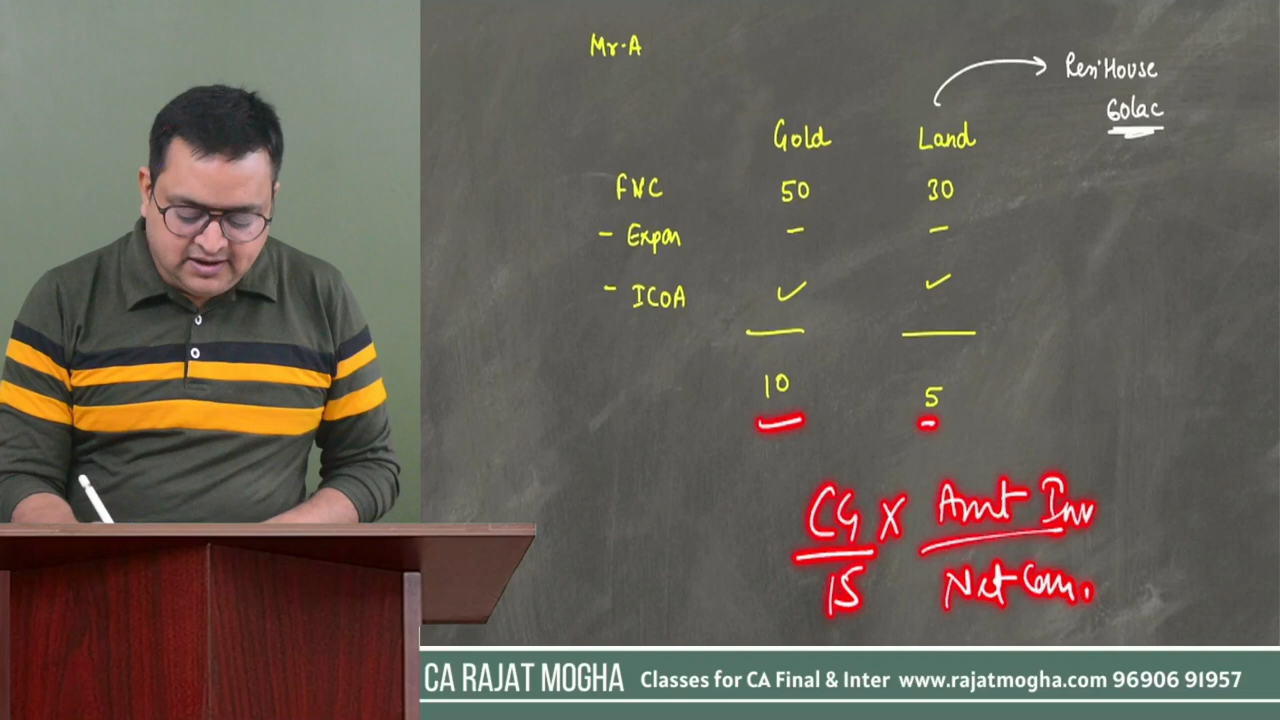 Mr. A
Res' House
60lac
Gold Land
FVC 50 30
- Expen - -
- ICOA ✓ ✓
10 5
CG × Amt Inv
15 Net Con.
CA RAJAT MOGHA Classes for CA Final & Inter www.rajatmogha.com 96906 91957